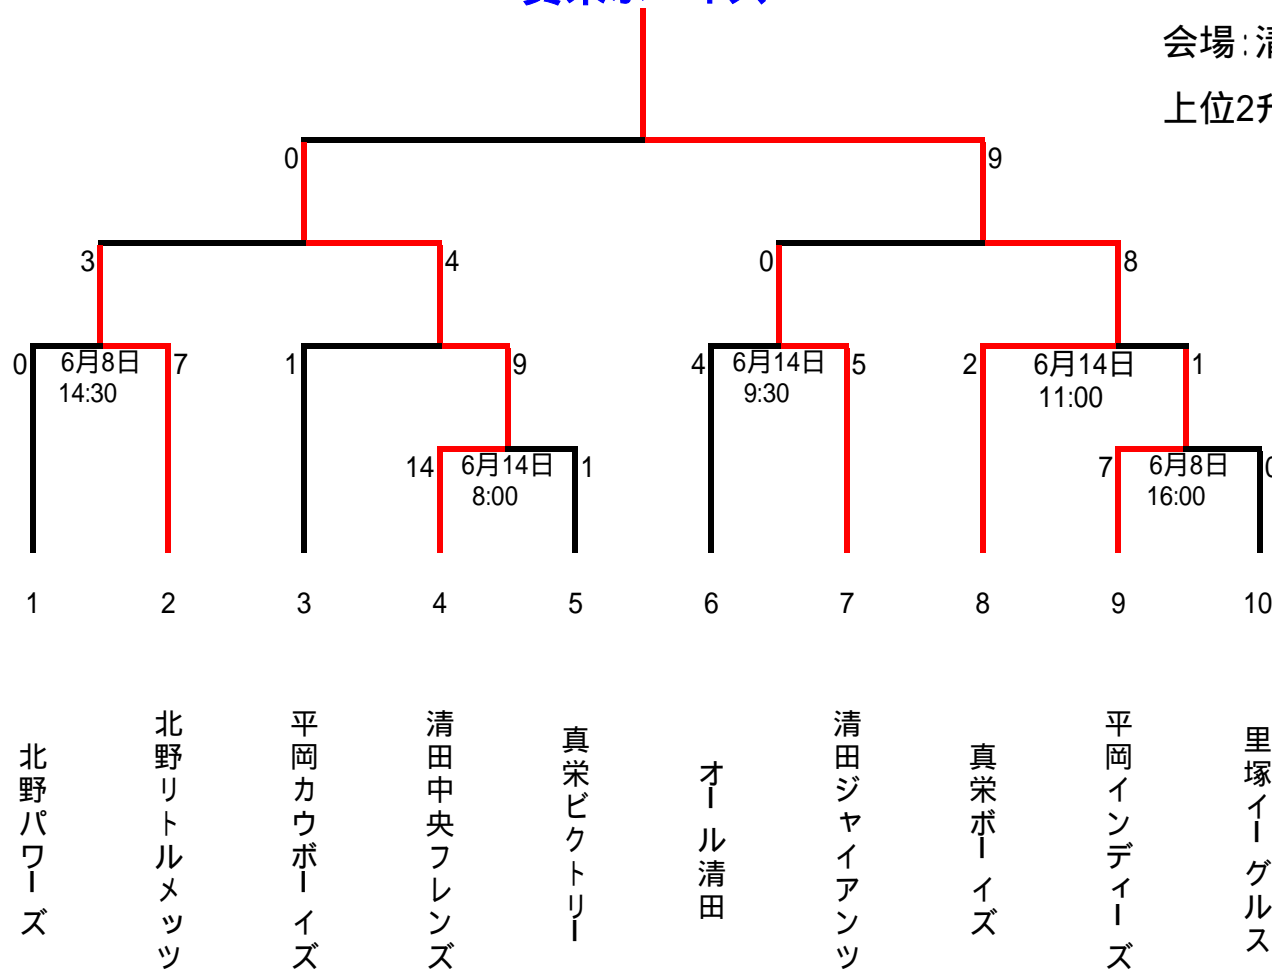 会場:清
上位2チ
0
9
3
4
0
8
0
6月8日
7
14:30
1
9
4
6月14日
5
9:30
2
6月14日
1
11:00
14
6月14日
1
8:00
7
6月8日
0
16:00
1
2
3
4
5
6
7
8
9
10
北野パワーズ
北野リトルメッツ
平岡カウボーイズ
清田中央フレンズ
真栄ビクトリー
オール清田
清田ジャイアンツ
真栄ボーイズ
平岡インディーズ
里塚イーグルス